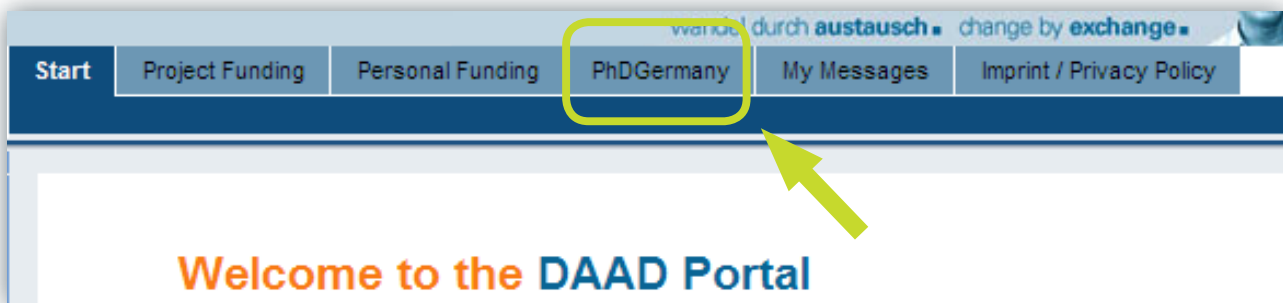 wandel durch austausch. change by exchange.
Start Project Funding Personal Funding PhDGermany My Messages Imprint / Privacy Policy
Welcome to the DAAD Portal